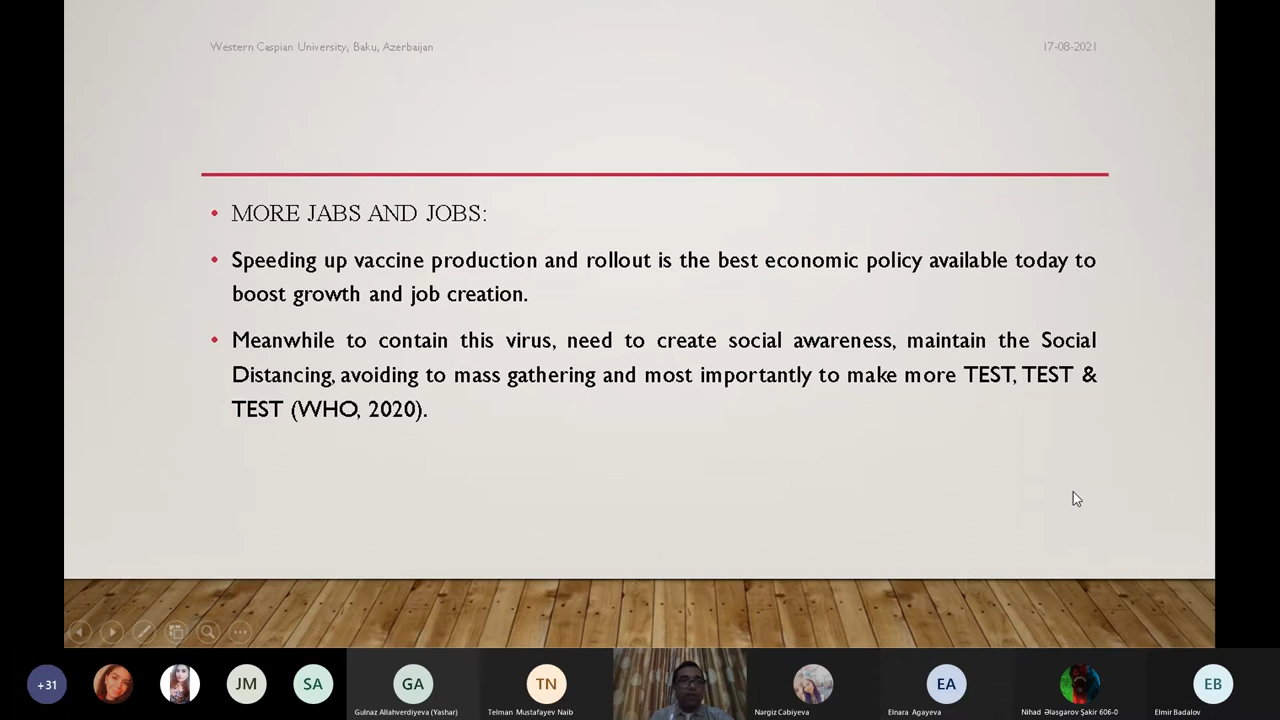 Western Caspian University, Baku, Azerbaijan
17-08-2021
• MORE JABS AND JOBS:
• Speeding up vaccine production and rollout is the best economic policy available today to
boost growth and job creation.
• Meanwhile to contain this virus, need to create social awareness, maintain the Social
Distancing, avoiding to mass gathering and most importantly to make more TEST, TEST &
TEST (WHO, 2020).
+31
JM
SA
GA
TN
EA
EB
Gulnaz Allahverdiyeva (Yashar)
Telman Mustafayev Naib
Nərgiz Cəbiyeva
Elnara Agayeva
Nihad Ələsgərov Şakir 606-0
Elmir Badalov